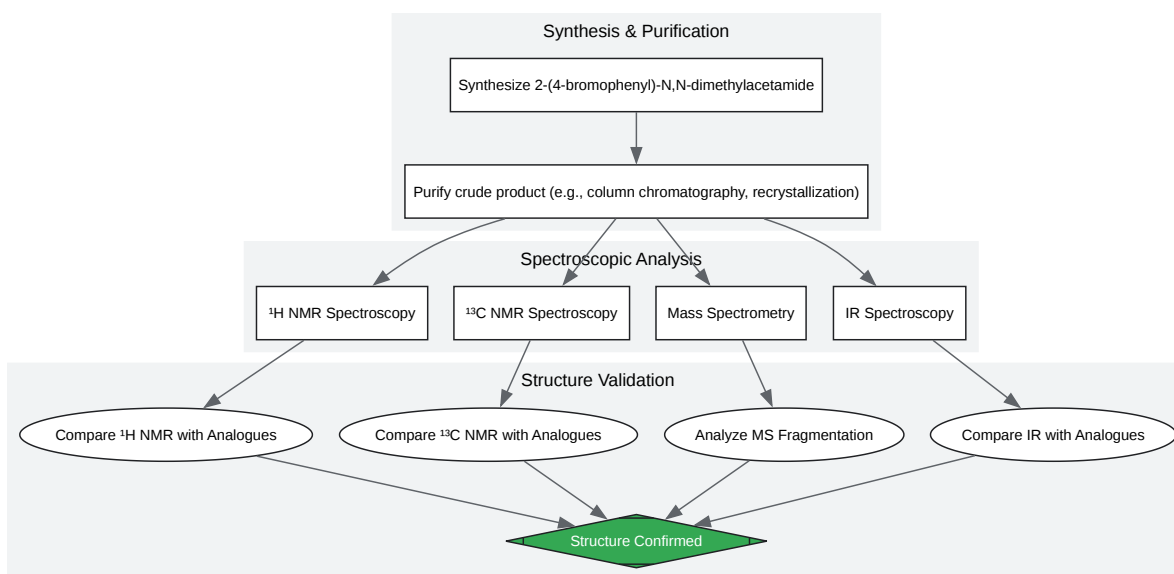 Synthesis & Purification
Synthesize 2-(4-bromophenyl)-N,N-dimethylacetamide
Purify crude product (e.g., column chromatography, recrystallization)
Spectroscopic Analysis
¹H NMR Spectroscopy
¹³C NMR Spectroscopy
Mass Spectrometry
IR Spectroscopy
Structure Validation
Compare ¹H NMR with Analogues
Compare ¹³C NMR with Analogues
Analyze MS Fragmentation
Compare IR with Analogues
Structure Confirmed